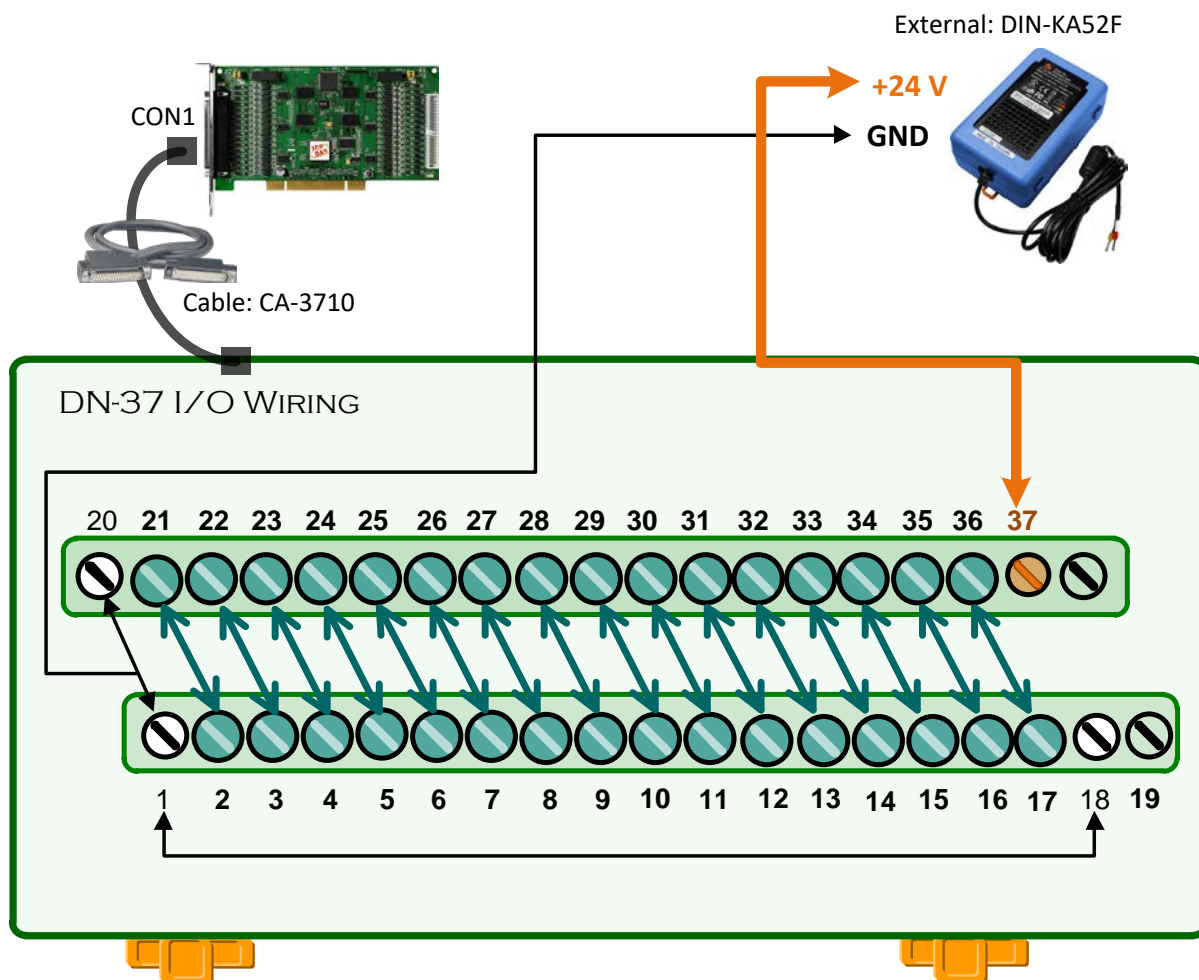 External: DIN-KA52F
+24 V
GND
CON1
Cable: CA-3710
DN-37 I/O WIRING
20 21 22 23 24 25 26 27 28 29 30 31 32 33 34 35 36 37
1 2 3 4 5 6 7 8 9 10 11 12 13 14 15 16 17 18 19